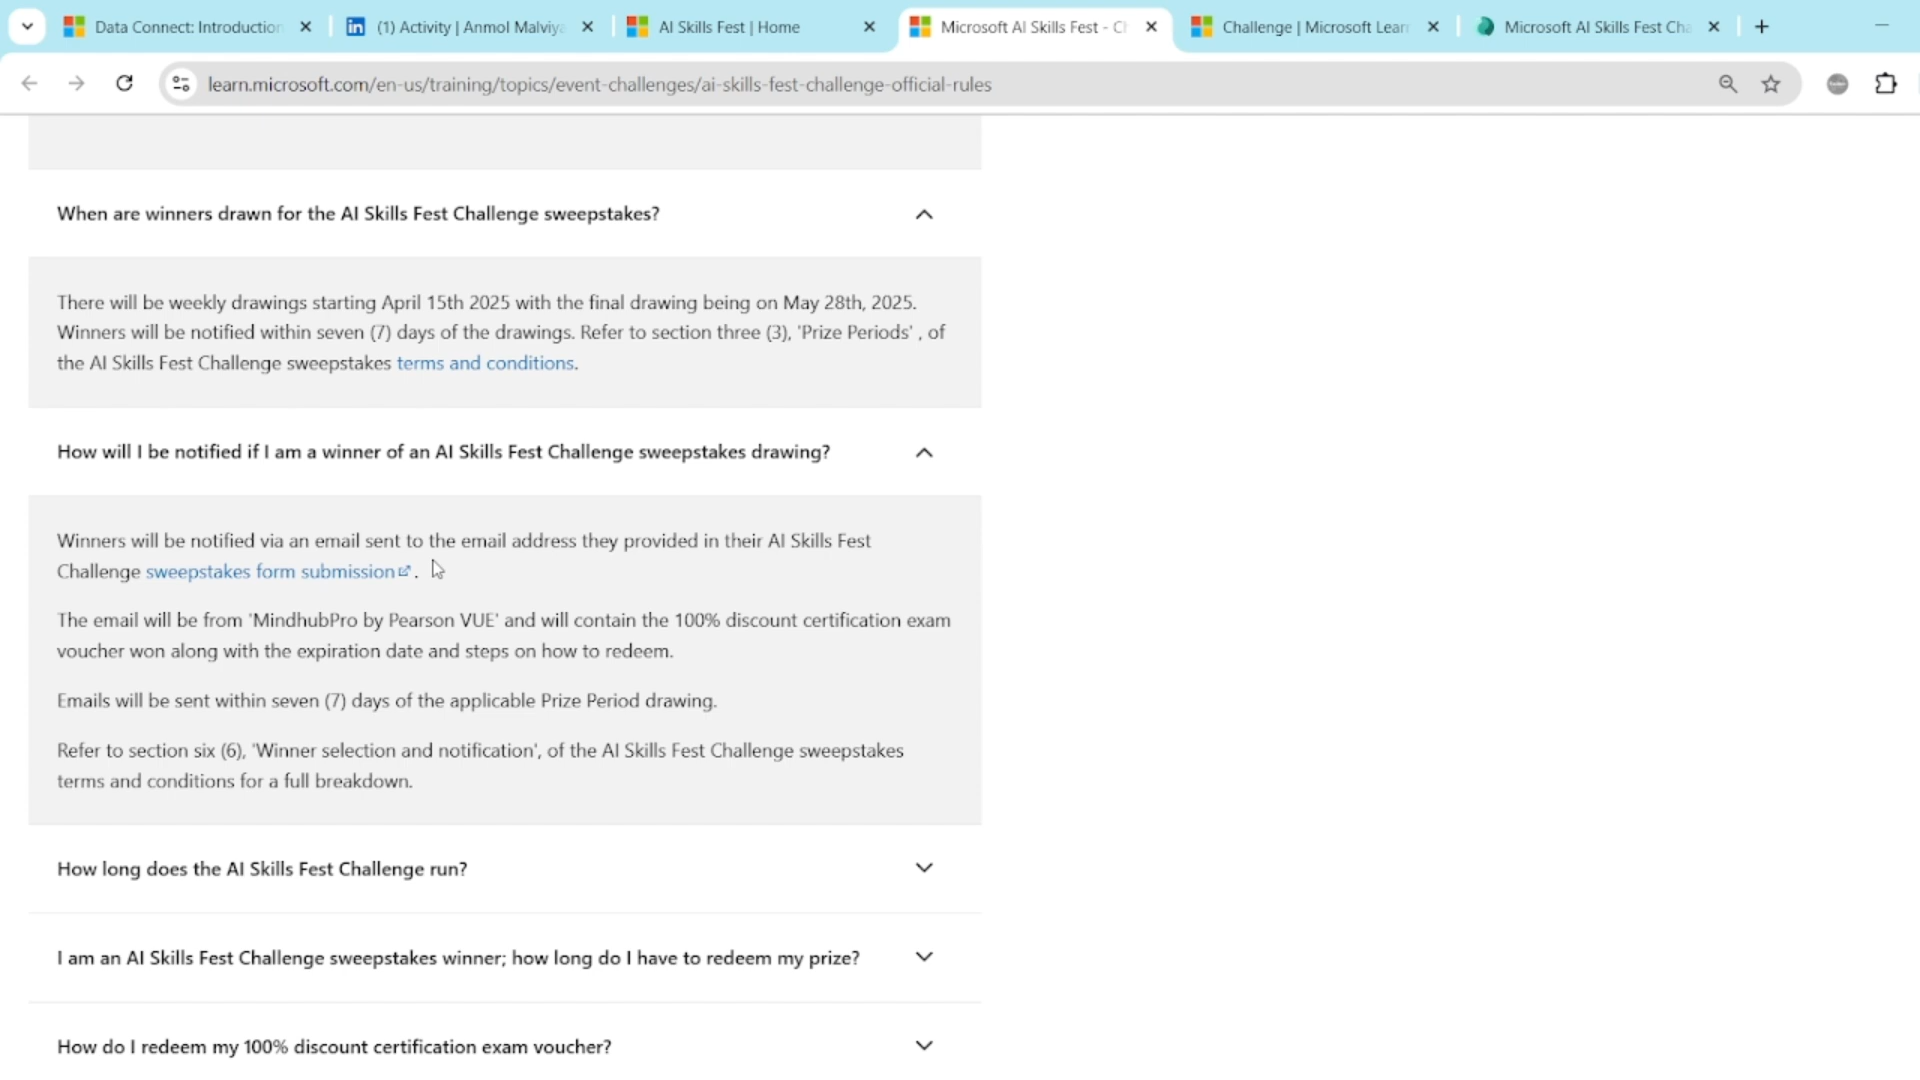 Data Connect: Introduction
(1) Activity | Anmol Malviya
AI Skills Fest | Home
Microsoft AI Skills Fest - Ch
Challenge | Microsoft Learn
Microsoft AI Skills Fest Cha
learn.microsoft.com/en-us/training/topics/event-challenges/ai-skills-fest-challenge-official-rules
When are winners drawn for the AI Skills Fest Challenge sweepstakes?
There will be weekly drawings starting April 15th 2025 with the final drawing being on May 28th, 2025.
Winners will be notified within seven (7) days of the drawings. Refer to section three (3), 'Prize Periods' , of
the AI Skills Fest Challenge sweepstakes terms and conditions.
How will I be notified if I am a winner of an AI Skills Fest Challenge sweepstakes drawing?
Winners will be notified via an email sent to the email address they provided in their AI Skills Fest
Challenge sweepstakes form submission .
The email will be from 'MindhubPro by Pearson VUE' and will contain the 100% discount certification exam
voucher won along with the expiration date and steps on how to redeem.
Emails will be sent within seven (7) days of the applicable Prize Period drawing.
Refer to section six (6), 'Winner selection and notification', of the AI Skills Fest Challenge sweepstakes
terms and conditions for a full breakdown.
How long does the AI Skills Fest Challenge run?
I am an AI Skills Fest Challenge sweepstakes winner; how long do I have to redeem my prize?
How do I redeem my 100% discount certification exam voucher?